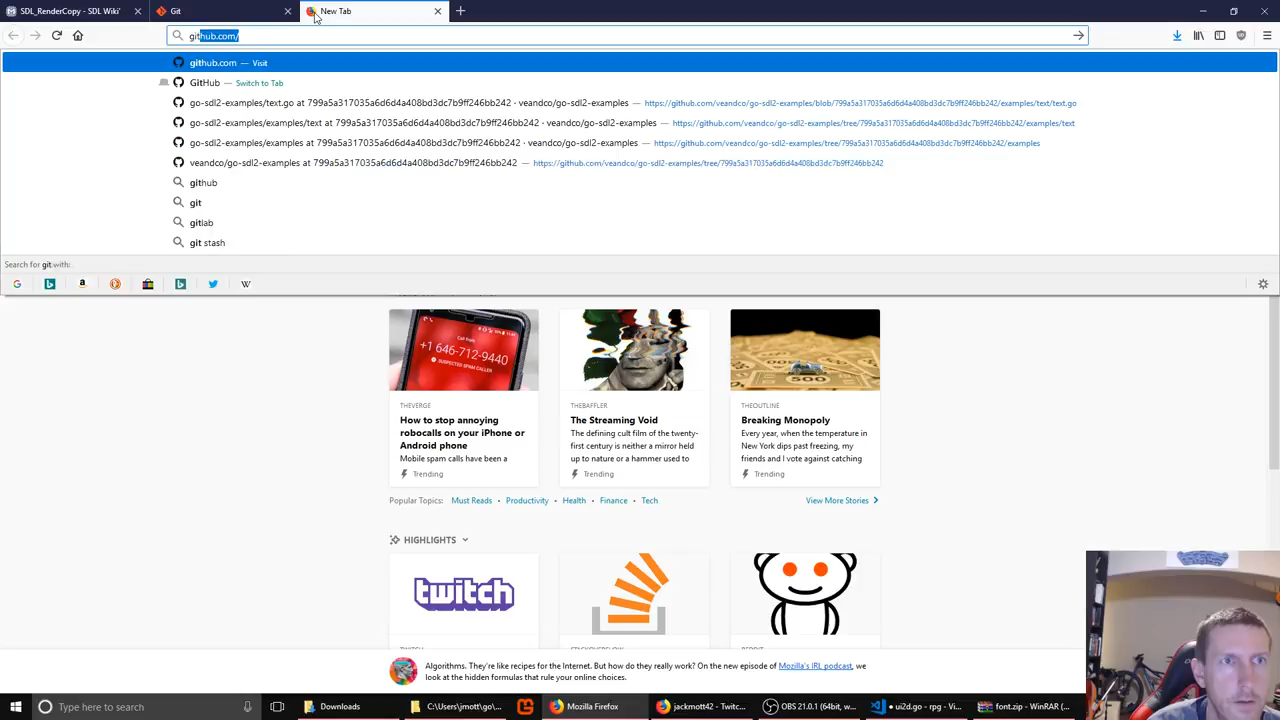 SDL_RenderCopy - SDL Wiki'
Git
New Tab
github.com/
github.com — Visit
GitHub — Switch to Tab
go-sdl2-examples/text.go at 799a5a317035a6d6d4a408bd3dc7b9ff246bb242 · veandco/go-sdl2-examples — https://github.com/veandco/go-sdl2-examples/blob/799a5a317035a6d6d4a408bd3dc7b9ff246bb242/examples/text/text.go
go-sdl2-examples/examples/text at 799a5a317035a6d6d4a408bd3dc7b9ff246bb242 · veandco/go-sdl2-examples — https://github.com/veandco/go-sdl2-examples/tree/799a5a317035a6d6d4a408bd3dc7b9ff246bb242/examples/text
go-sdl2-examples/examples at 799a5a317035a6d6d4a408bd3dc7b9ff246bb242 · veandco/go-sdl2-examples — https://github.com/veandco/go-sdl2-examples/tree/799a5a317035a6d6d4a408bd3dc7b9ff246bb242/examples
veandco/go-sdl2-examples at 799a5a317035a6d6d4a408bd3dc7b9ff246bb242 — https://github.com/veandco/go-sdl2-examples/tree/799a5a317035a6d6d4a408bd3dc7b9ff246bb242
github
git
gitlab
git stash
Search for git with:
Call from
+1 646-712-9440
SUSPECTED SPAM CALLER
500
THEVERGE
How to stop annoying
robocalls on your iPhone or
Android phone
Mobile spam calls have been a
Trending
THEBAFFLER
The Streaming Void
The defining cult film of the twenty-
first century is neither a mirror held
up to nature or a hammer used to
Trending
THEOUTLINE
Breaking Monopoly
Every year, when the temperature in
New York dips past freezing, my
friends and I vote against catching
Trending
Popular Topics: Must Reads • Productivity • Health • Finance • Tech
View More Stories
HIGHLIGHTS
twitch
Algorithms. They're like recipes for the Internet. But how do they really work? On the new episode of Mozilla's IRL podcast, we
look at the hidden formulas that rule your online choices.
Type here to search
Downloads
C:\Users\jmott\go\...
Mozilla Firefox
jackmott42 - Twitc...
OBS 21.0.1 (64bit, w...
● ui2d.go - rpg - Vi...
font.zip - WinRAR (...